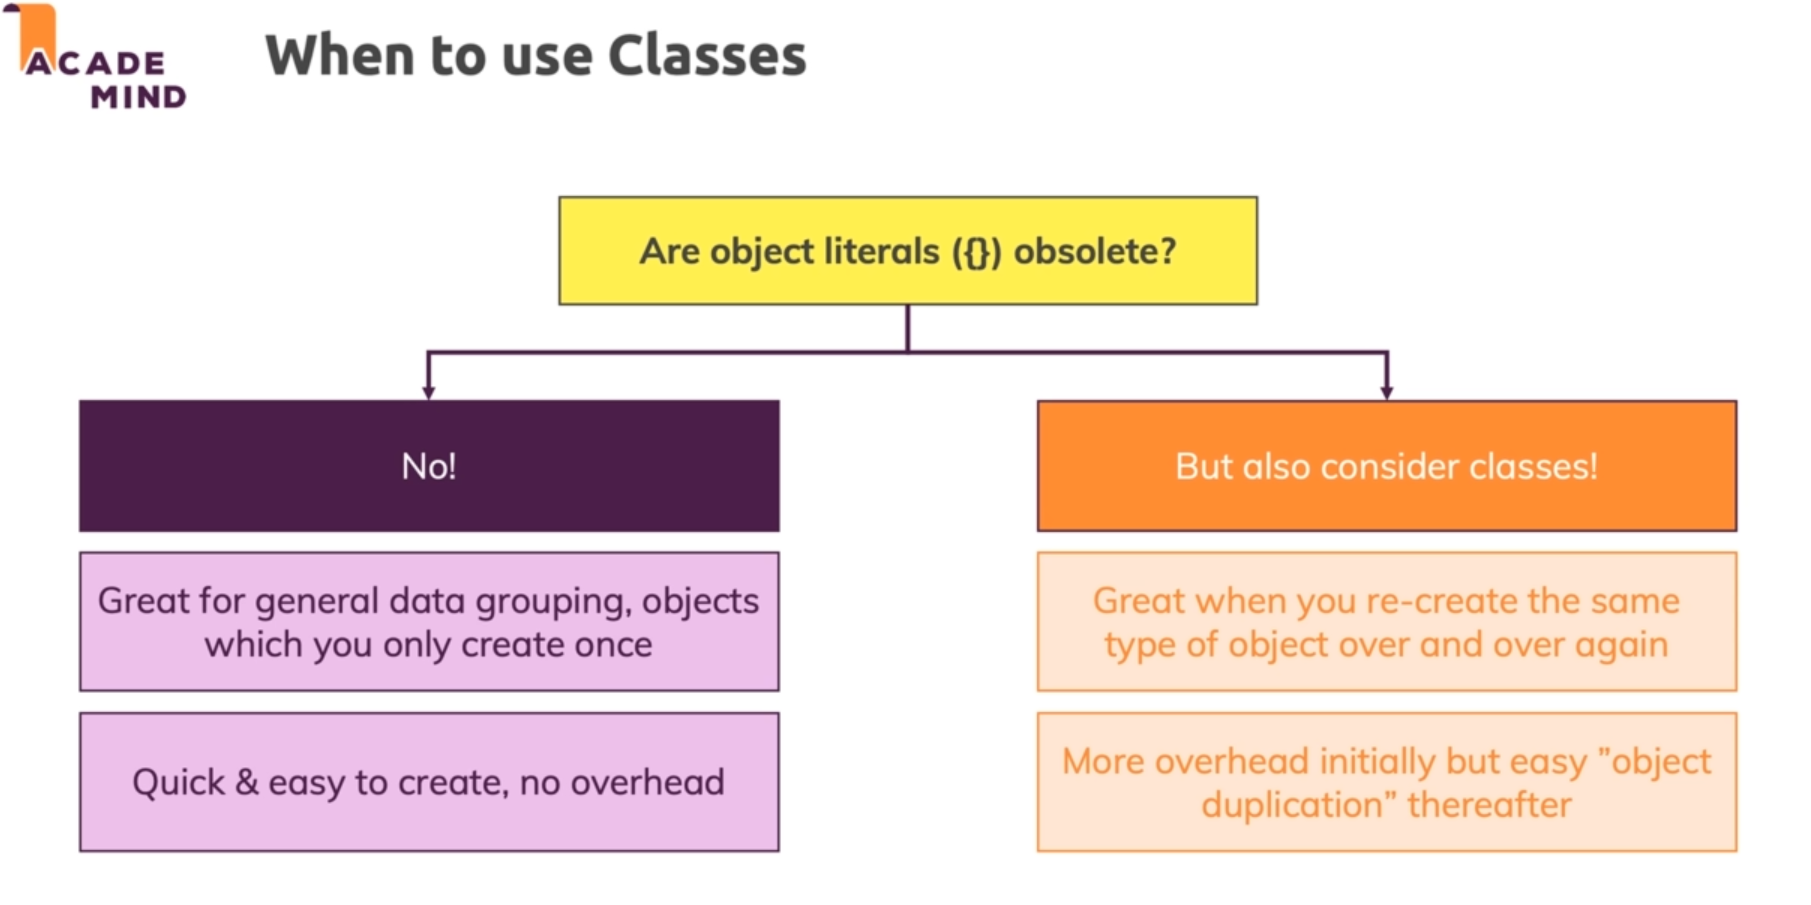 ACADE
MIND
When to use Classes
Are object literals ({}) obsolete?
No!
Great for general data grouping, objects
which you only create once
Quick & easy to create, no overhead
But also consider classes!
Great when you re-create the same
type of object over and over again
More overhead initially but easy ”object
duplication” thereafter